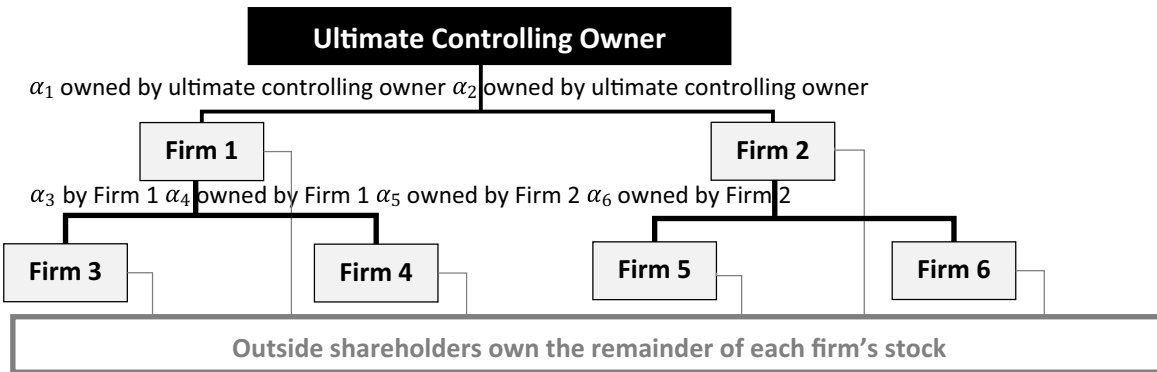 Ultimate Controlling Owner
α₁ owned by ultimate controlling owner α₂ owned by ultimate controlling owner
Firm 1 Firm 2
α₃ by Firm 1 α₄ owned by Firm 1 α₅ owned by Firm 2 α₆ owned by Firm 2
Firm 3 Firm 4 Firm 5 Firm 6
Outside shareholders own the remainder of each firm’s stock